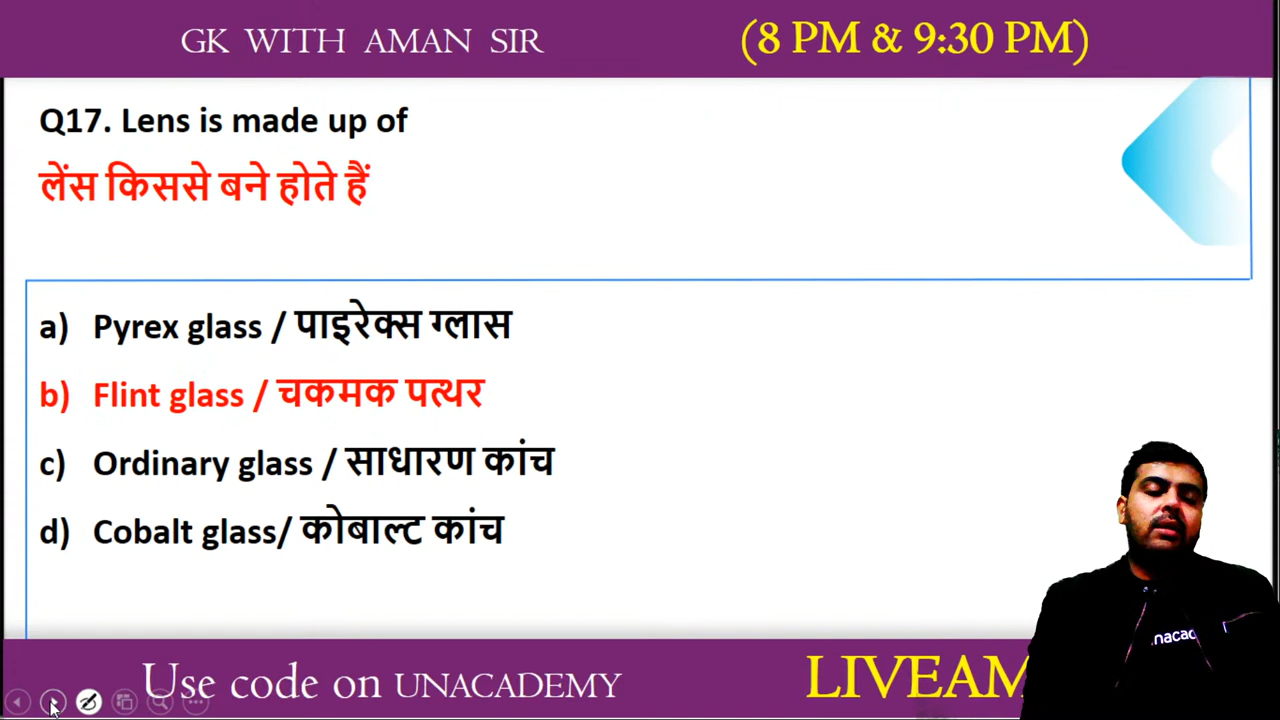 GK WITH AMAN SIR
(8 PM & 9:30 PM)
Q17. Lens is made up of
लेंस किससे बने होते हैं
a) Pyrex glass / पाइरेक्स ग्लास
b) Flint glass / चकमक पत्थर
c) Ordinary glass / साधारण कांच
d) Cobalt glass/ कोबाल्ट कांच
Use code on UNACADEMY
LIVEAM